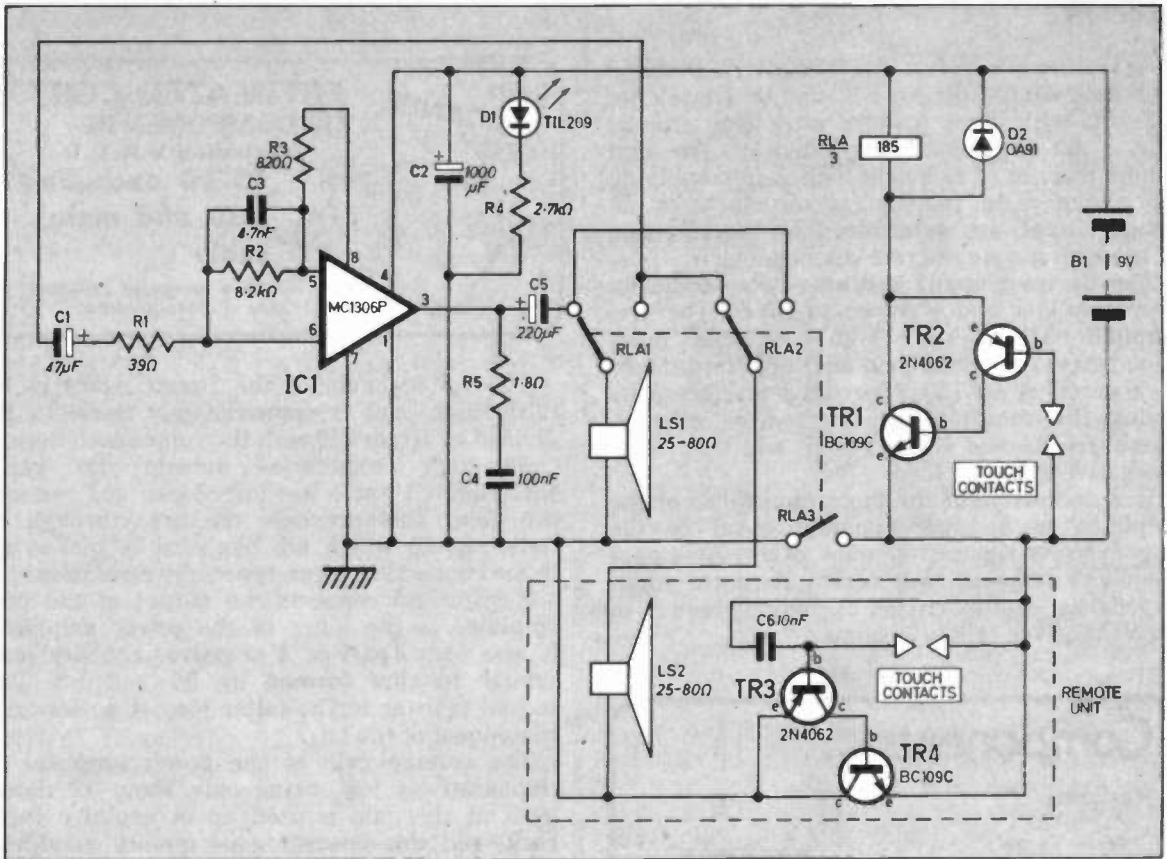 R3
820Ω
C3
4·7nF
R2
8·2kΩ
C1
+
47μF
R1
39Ω
5
6
8
4
7
1
3
MC1306P
IC1
+
C2
1000
μF
D1
TIL209
R4
2·7kΩ
+
C5
220μF
R5
1·8Ω
C4
100nF
RLA1
RLA2
LS1
25-80Ω
RLA
3
185
D2
OA91
B1
9V
TR2
2N4062
e
b
c
TR1
BC109C
c
b
e
TOUCH
CONTACTS
RLA3
LS2
25-80Ω
C6
10nF
TR3
2N4062
b
e
c
TOUCH
CONTACTS
TR4
BC109C
b
c
e
REMOTE
UNIT